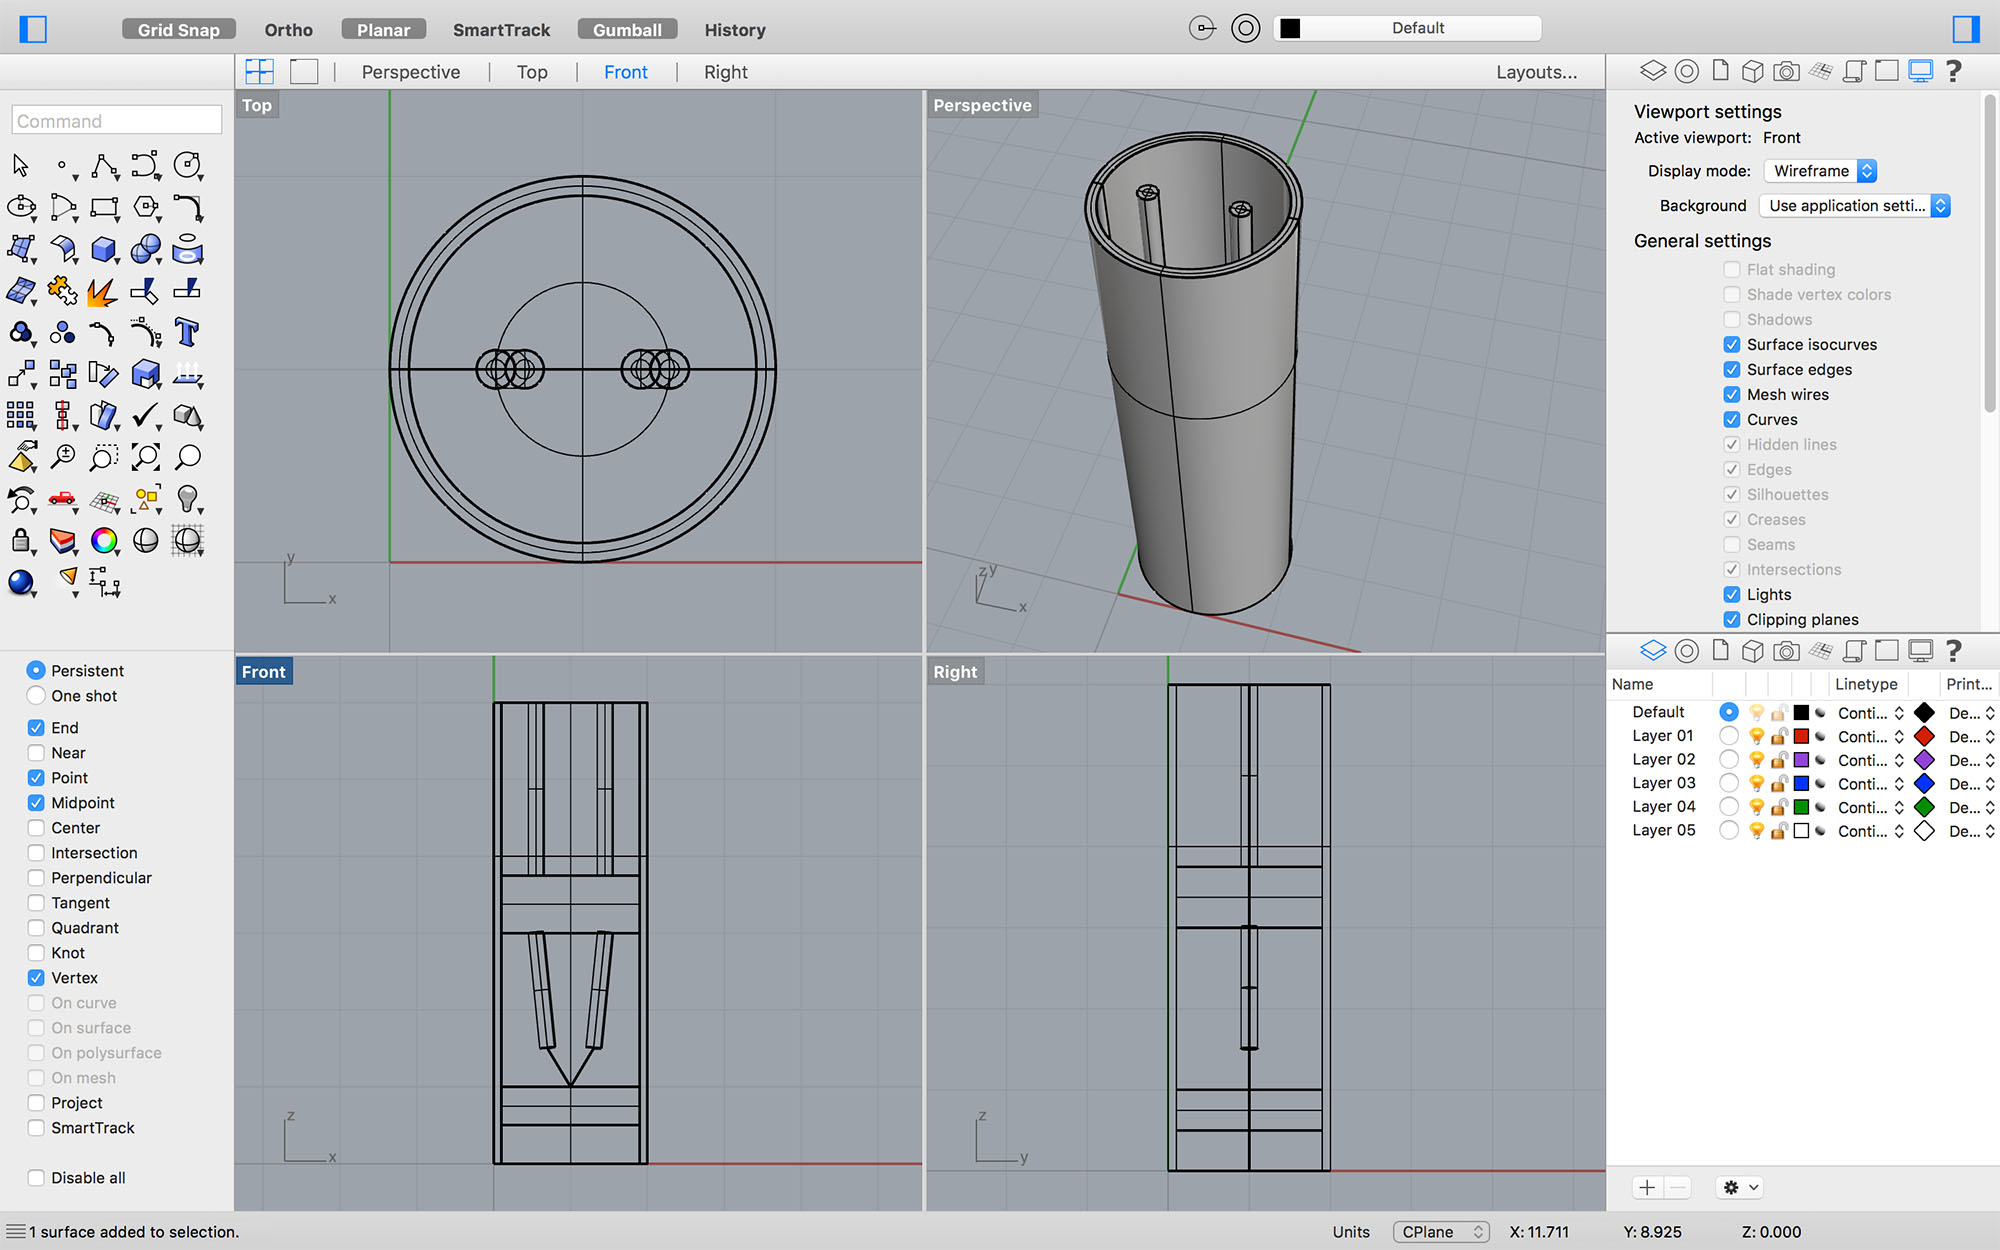 Grid Snap Ortho Planar SmartTrack Gumball History Default
Perspective Top Front Right Layouts...
Command
Top
Perspective
y
x
zy
x
Front
Right
z
x
z
y
Persistent
One shot
End
Near
Point
Midpoint
Center
Intersection
Perpendicular
Tangent
Quadrant
Knot
Vertex
On curve
On surface
On polysurface
On mesh
Project
SmartTrack
Disable all
Viewport settings
Active viewport: Front
Display mode: Wireframe
Background Use application setti...
General settings
Flat shading
Shade vertex colors
Shadows
Surface isocurves
Surface edges
Mesh wires
Curves
Hidden lines
Edges
Silhouettes
Creases
Seams
Intersections
Lights
Clipping planes
Name Linetype Print...
Default Conti... De...
Layer 01 Conti... De...
Layer 02 Conti... De...
Layer 03 Conti... De...
Layer 04 Conti... De...
Layer 05 Conti... De...
1 surface added to selection. Units CPlane X: 11.711 Y: 8.925 Z: 0.000